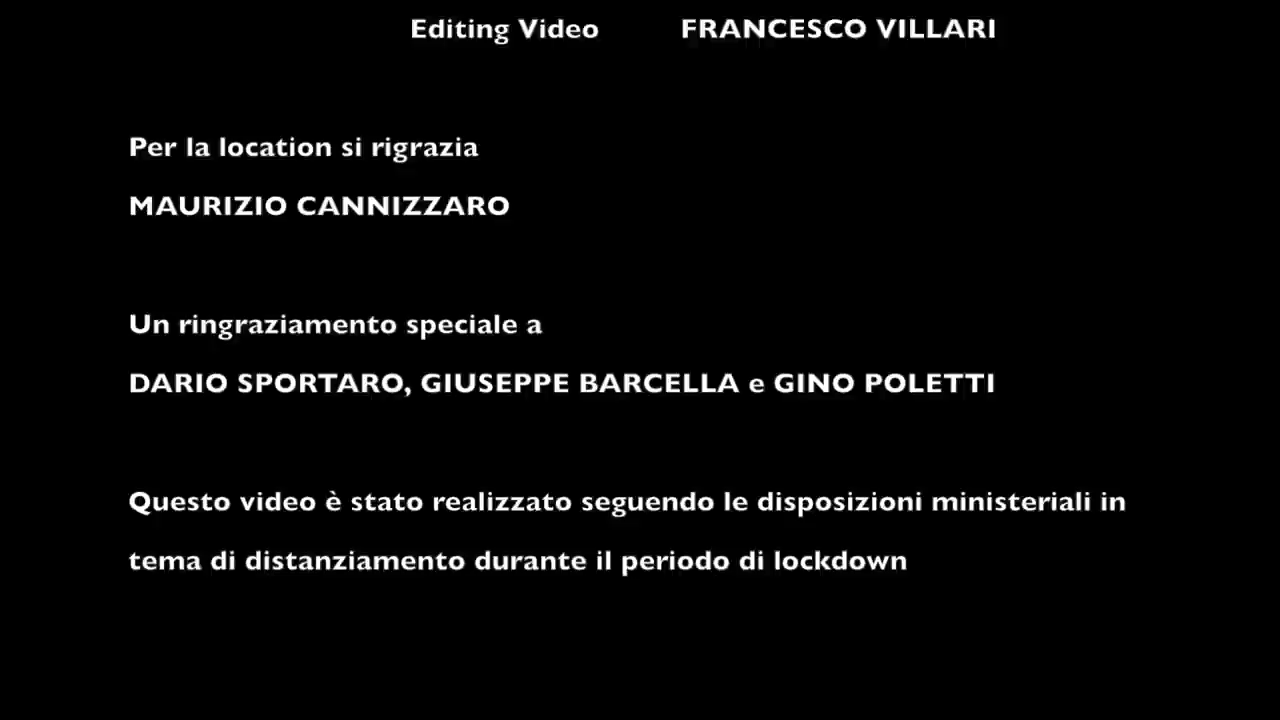 Editing Video FRANCESCO VILLARI
Per la location si rigrazia
MAURIZIO CANNIZZARO
Un ringraziamento speciale a
DARIO SPORTARO, GIUSEPPE BARCELLA e GINO POLETTI
Questo video è stato realizzato seguendo le disposizioni ministeriali in
tema di distanziamento durante il periodo di lockdown